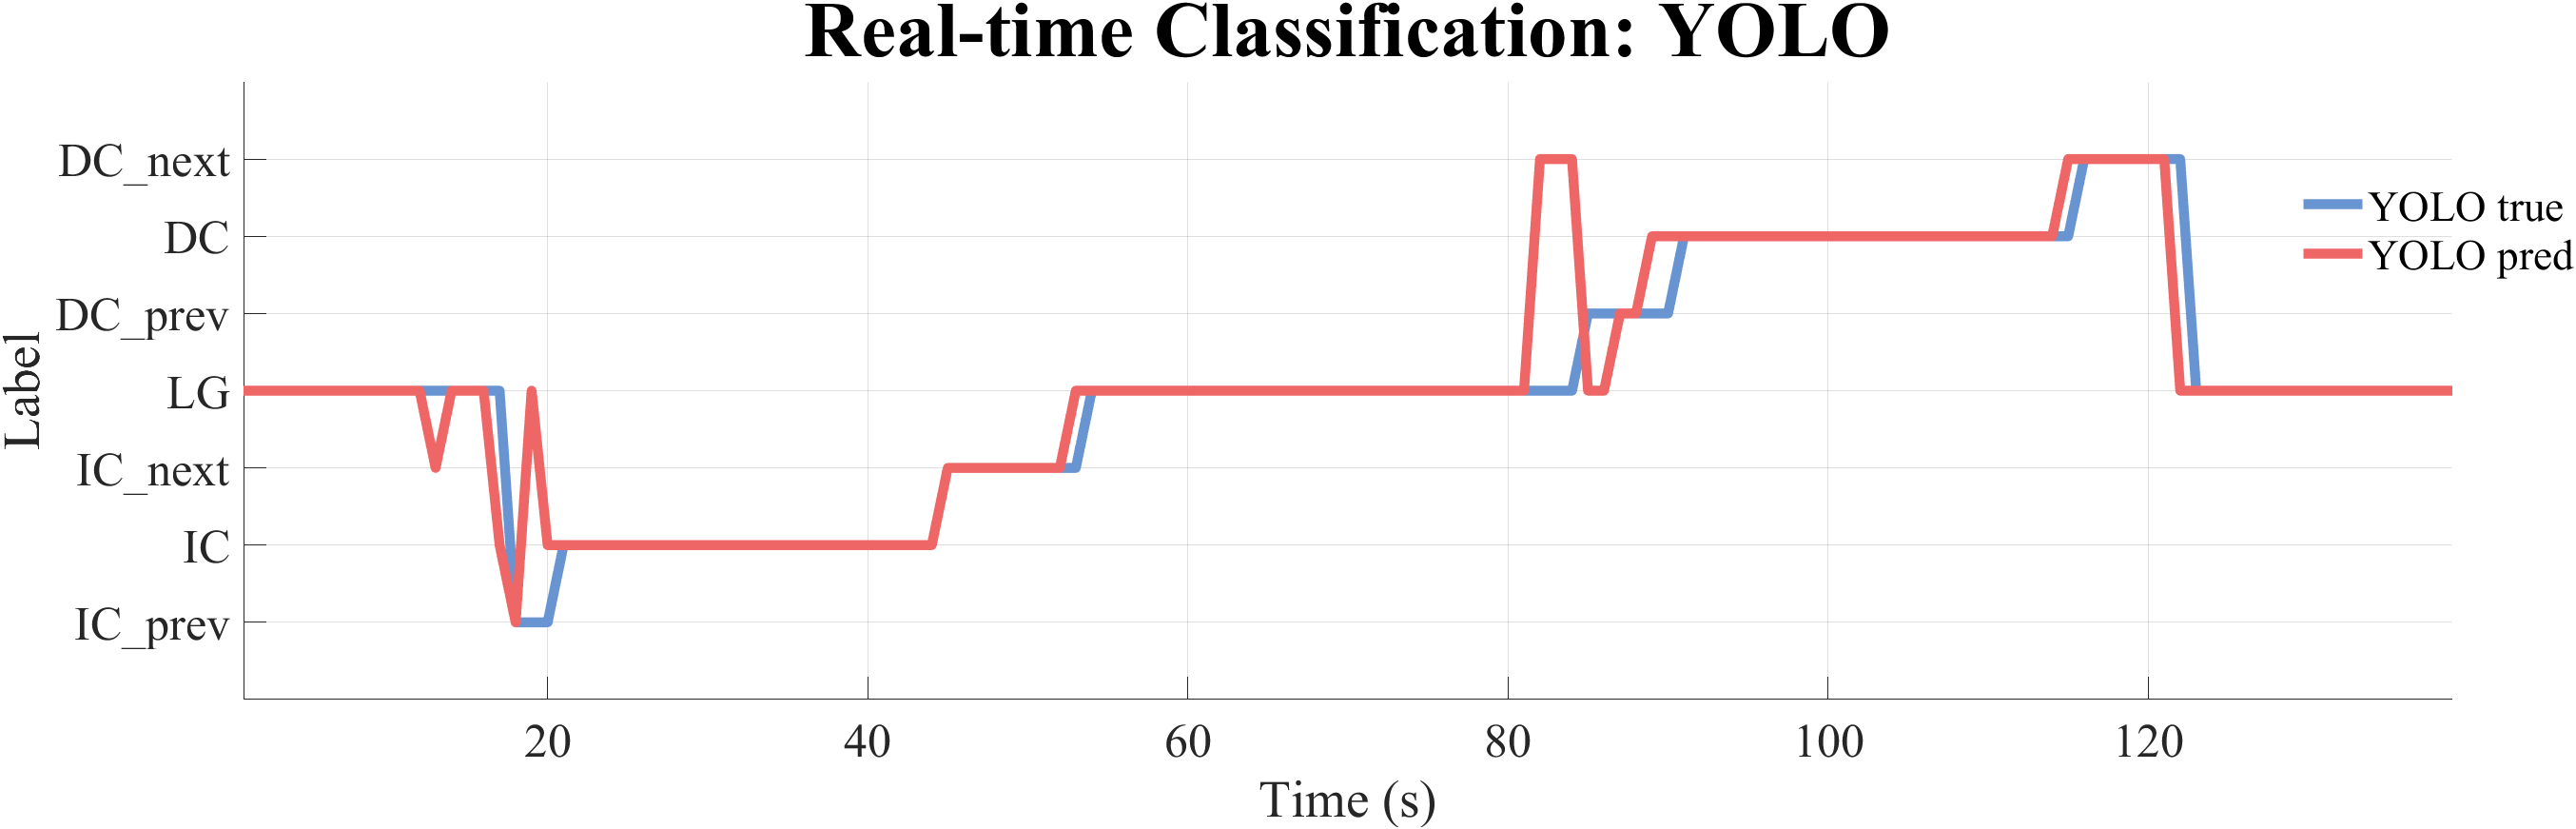 Real-time Classification: YOLO
DC_next
DC
DC_prev
LG
IC_next
IC
IC_prev
Label
YOLO true
YOLO pred
20 40 60 80 100 120
Time (s)